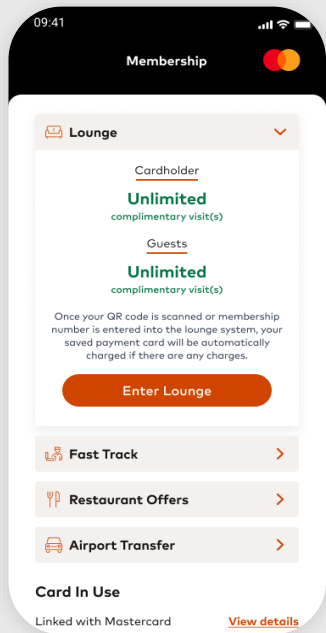 09:41
Membership
Lounge
Cardholder
Unlimited
complimentary visit(s)
Guests
Unlimited
complimentary visit(s)
Once your QR code is scanned or membership
number is entered into the lounge system, your
saved payment card will be automatically
charged if there are any charges.
Enter Lounge
Fast Track
Restaurant Offers
Airport Transfer
Card In Use
Linked with Mastercard View details